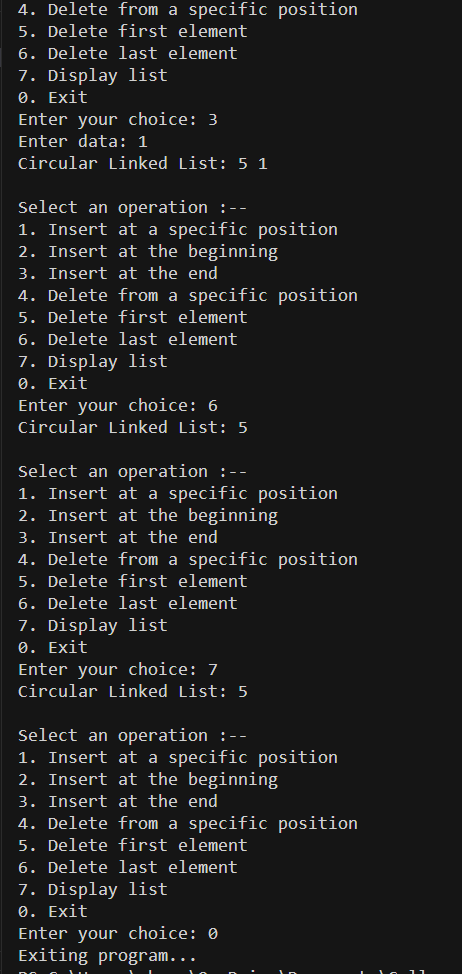 4. Delete from a specific position
5. Delete first element
6. Delete last element
7. Display list
0. Exit
Enter your choice: 3
Enter data: 1
Circular Linked List: 5 1
Select an operation :--
1. Insert at a specific position
2. Insert at the beginning
3. Insert at the end
4. Delete from a specific position
5. Delete first element
6. Delete last element
7. Display list
0. Exit
Enter your choice: 6
Circular Linked List: 5
Select an operation :--
1. Insert at a specific position
2. Insert at the beginning
3. Insert at the end
4. Delete from a specific position
5. Delete first element
6. Delete last element
7. Display list
0. Exit
Enter your choice: 7
Circular Linked List: 5
Select an operation :--
1. Insert at a specific position
2. Insert at the beginning
3. Insert at the end
4. Delete from a specific position
5. Delete first element
6. Delete last element
7. Display list
0. Exit
Enter your choice: 0
Exiting program...